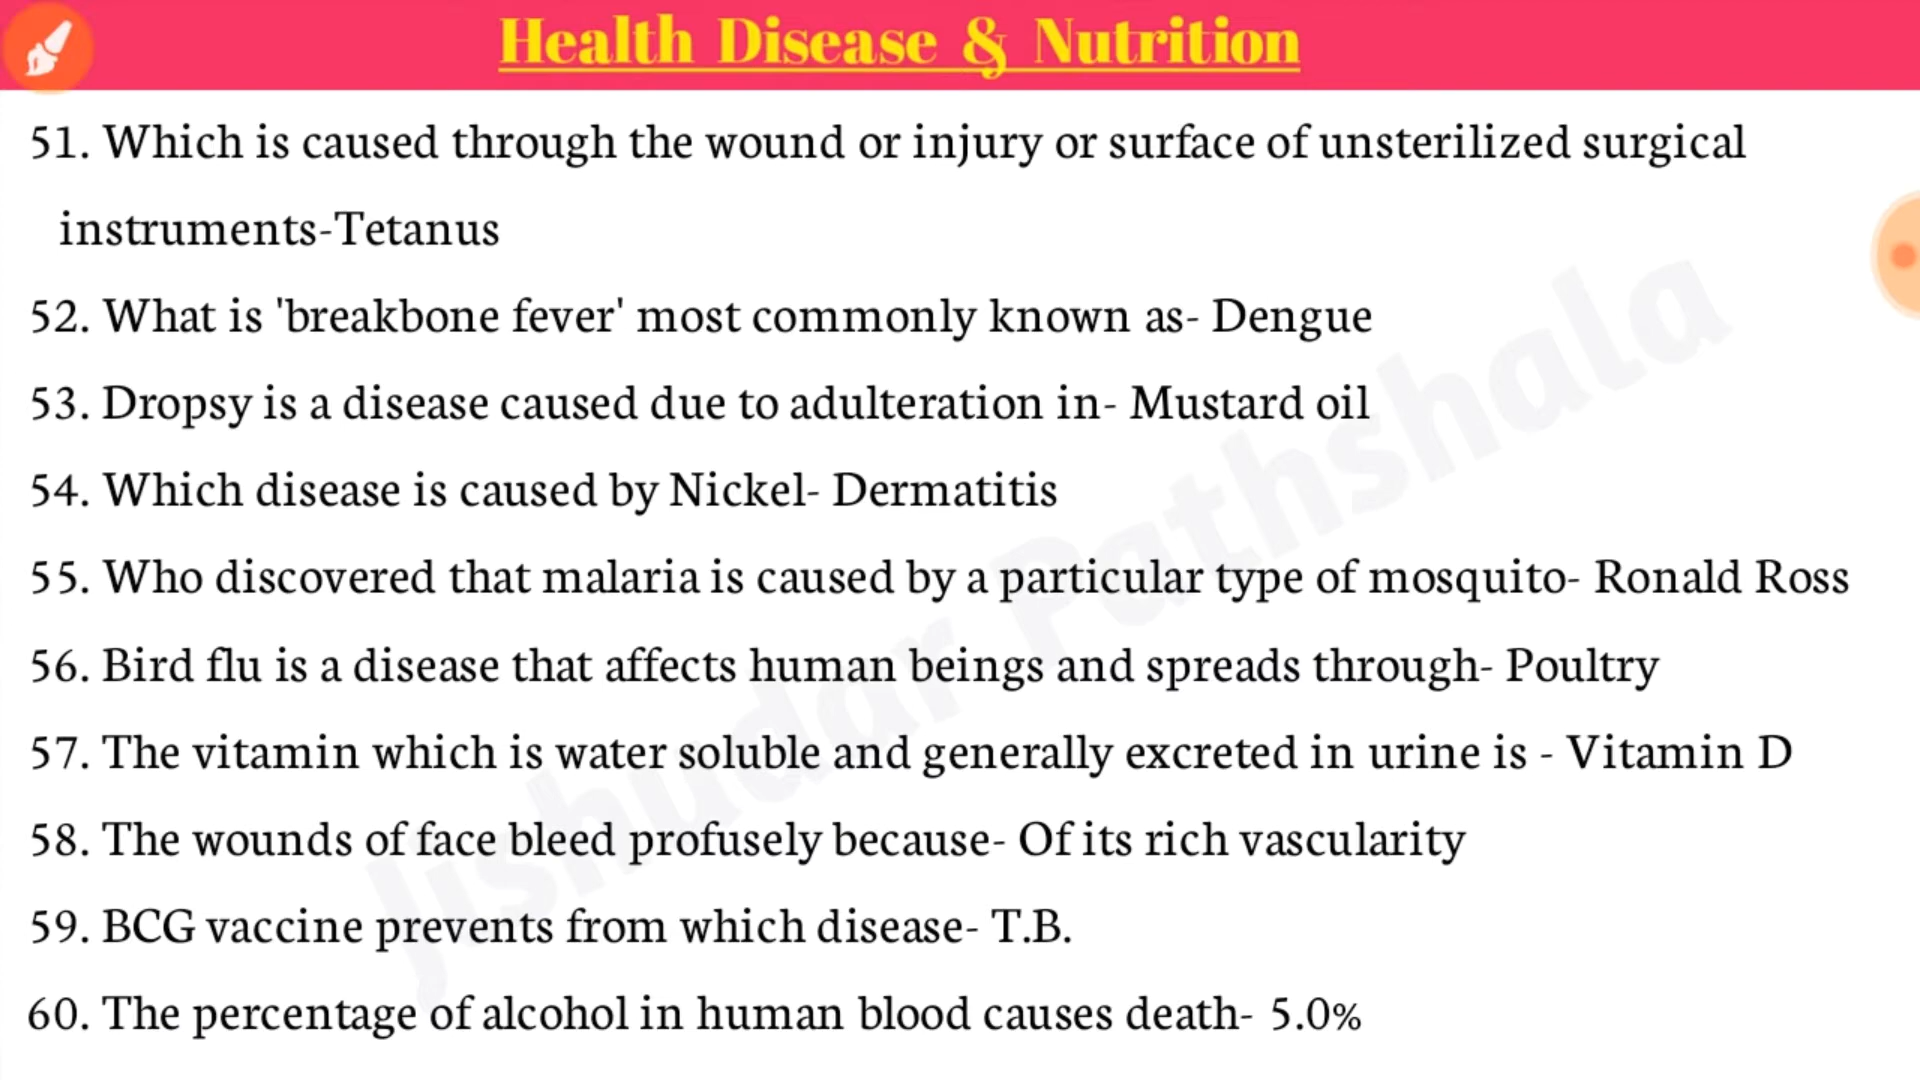 Health Disease & Nutrition
51. Which is caused through the wound or injury or surface of unsterilized surgical
instruments-Tetanus
52. What is 'breakbone fever' most commonly known as- Dengue
53. Dropsy is a disease caused due to adulteration in- Mustard oil
54. Which disease is caused by Nickel- Dermatitis
55. Who discovered that malaria is caused by a particular type of mosquito- Ronald Ross
56. Bird flu is a disease that affects human beings and spreads through- Poultry
57. The vitamin which is water soluble and generally excreted in urine is - Vitamin D
58. The wounds of face bleed profusely because- Of its rich vascularity
59. BCG vaccine prevents from which disease- T.B.
60. The percentage of alcohol in human blood causes death- 5.0%
Jishudar Pathshala